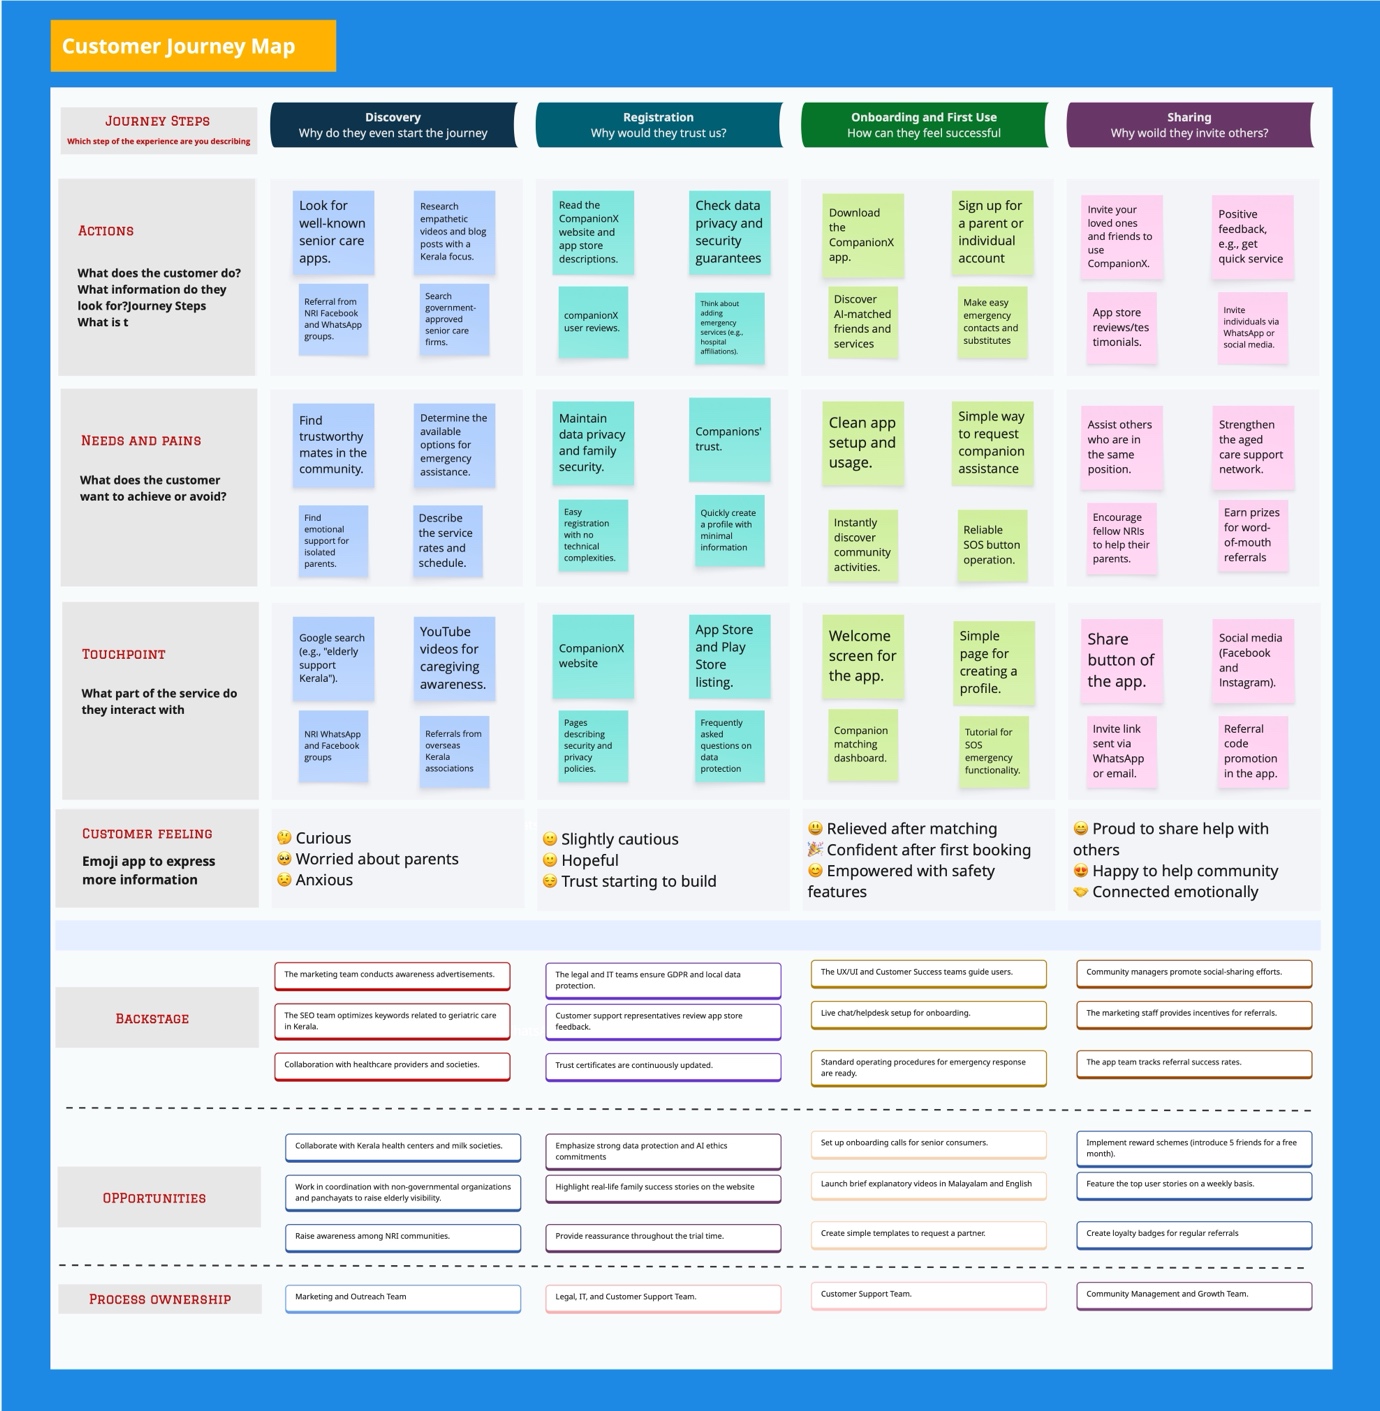 Customer Journey Map
Journey Steps
Which step of the experience are you describing
Discovery
Why do they even start the journey
Registration
Why would they trust us?
Onboarding and First Use
How can they feel successful
Sharing
Why woild they invite others?
Actions
What does the customer do?
What information do they
look for?Journey Steps
What is t
Look for
well-known
senior care
apps.
Research
empathetic
videos and blog
posts with a
Kerala focus.
Referral from
NRI Facebook
and WhatsApp
groups.
Search
government-
approved
senior care
firms.
Read the
CompanionX
website and
app store
descriptions.
Check data
privacy and
security
guarantees
companionX
user reviews.
Think about
adding
emergency
services (e.g.,
hospital
affiliations).
Download
the
CompanionX
app.
Sign up for
a parent or
individual
account
Discover
AI-matched
friends and
services
Make easy
emergency
contacts and
substitutes
Invite your
loved ones
and friends to
use
CompanionX.
Positive
feedback,
e.g., get
quick service
App store
reviews/tes
timonials.
Invite
individuals via
WhatsApp or
social media.
Needs and pains
What does the customer
want to achieve or avoid?
Find
trustworthy
mates in the
community.
Determine the
available
options for
emergency
assistance.
Find
emotional
support for
isolated
parents.
Describe
the service
rates and
schedule.
Maintain
data privacy
and family
security.
Companions'
trust.
Easy
registration
with no
technical
complexities.
Quickly create
a profile with
minimal
information
Clean app
setup and
usage.
Simple way
to request
companion
assistance
Instantly
discover
community
activities.
Reliable
SOS button
operation.
Assist others
who are in
the same
position.
Strengthen
the aged
care support
network.
Encourage
fellow NRIs
to help their
parents.
Earn prizes
for word-
of-mouth
referrals
Touchpoint
What part of the service do
they interact with
Google search
(e.g., "elderly
support
Kerala").
YouTube
videos for
caregiving
awareness.
NRI WhatsApp
and Facebook
groups
Referrals from
overseas
Kerala
associations
CompanionX
website
App Store
and Play
Store
listing.
Pages
describing
security and
privacy
policies.
Frequently
asked
questions on
data
protection
Welcome
screen for
the app.
Simple
page for
creating a
profile.
Companion
matching
dashboard.
Tutorial for
SOS
emergency
functionality.
Share
button of
the app.
Social media
(Facebook
and
Instagram).
Invite link
sent via
WhatsApp
or email.
Referral
code
promotion
in the app.
Customer feeling
Emoji app to express
more information
🤔 Curious
🥺 Worried about parents
😟 Anxious
😐 Slightly cautious
🙂 Hopeful
😌 Trust starting to build
😃 Relieved after matching
🎉 Confident after first booking
😊 Empowered with safety
features
😄 Proud to share help with
others
😍 Happy to help community
🤝 Connected emotionally
Backstage
The marketing team conducts awareness advertisements.
The SEO team optimizes keywords related to geriatric care
in Kerala.
Collaboration with healthcare providers and societies.
The legal and IT teams ensure GDPR and local data
protection.
Customer support representatives review app store
feedback.
Trust certificates are continuously updated.
The UX/UI and Customer Success teams guide users.
Live chat/helpdesk setup for onboarding.
Standard operating procedures for emergency response
are ready.
Community managers promote social-sharing efforts.
The marketing staff provides incentives for referrals.
The app team tracks referral success rates.
OPPortunities
Collaborate with Kerala health centers and milk societies.
Work in coordination with non-governmental organizations
and panchayats to raise elderly visibility.
Raise awareness among NRI communities.
Emphasize strong data protection and AI ethics
commitments
Highlight real-life family success stories on the website
Provide reassurance throughout the trial time.
Set up onboarding calls for senior consumers.
Launch brief explanatory videos in Malayalam and English
Create simple templates to request a partner.
Implement reward schemes (introduce 5 friends for a free
month).
Feature the top user stories on a weekly basis.
Create loyalty badges for regular referrals
Process ownership
Marketing and Outreach Team
Legal, IT, and Customer Support Team.
Customer Support Team.
Community Management and Growth Team.